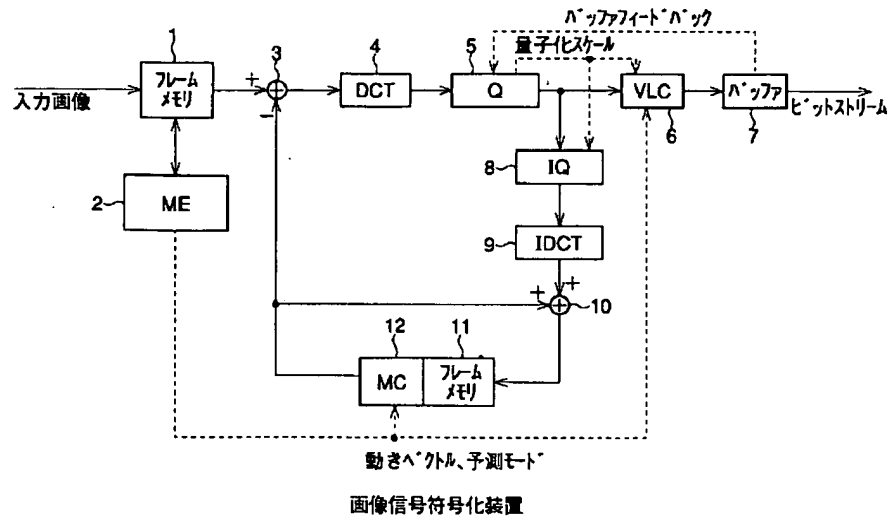 バッファフィードバック
量子化スケール
1
3
4
5
入力画像
フレーム
メモリ
+
−
DCT
Q
VLC
バッファ
6
7
ビットストリーム
8
IQ
2
ME
9
IDCT
+
+
10
12
11
MC
フレーム
メモリ
動きベクトル、予測モード
画像信号符号化装置